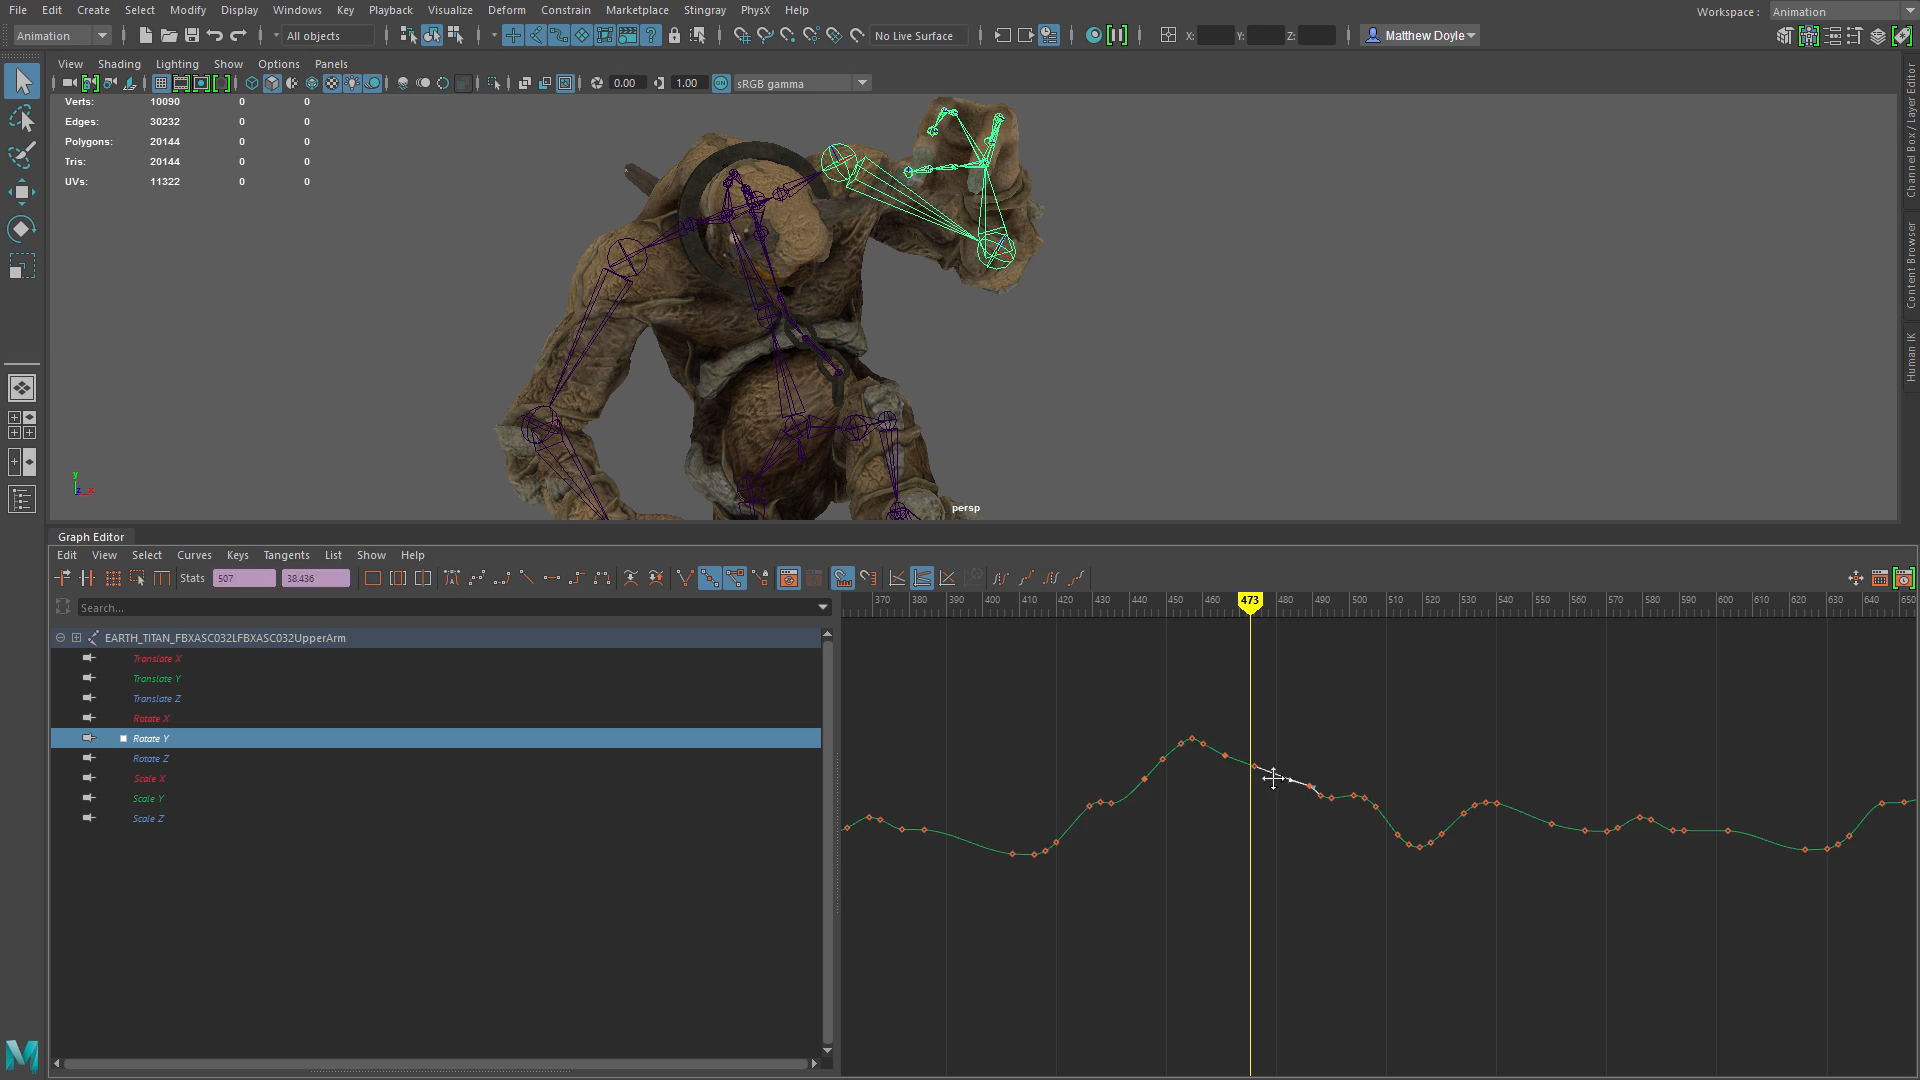 File Edit Create Select Modify Display Windows Key Playback Visualize Deform Constrain Marketplace Stingray PhysX Help
Workspace : Animation
Animation All objects No Live Surface X: Y: Z: Matthew Doyle
View Shading Lighting Show Options Panels
0.00 1.00 ON sRGB gamma
Verts: 10090 0 0
Edges: 30232 0 0
Polygons: 20144 0 0
Tris: 20144 0 0
UVs: 11322 0 0
Channel Box / Layer Editor
Content Browser
Human IK
y
z x
persp
Graph Editor
Edit View Select Curves Keys Tangents List Show Help
Stats 507 38.436
Search...
370 380 390 400 410 420 430 440 450 460 473 480 490 500 510 520 530 540 550 560 570 580 590 600 610 620 630 640 650
EARTH_TITAN_FBXASC032LFBXASC032UpperArm
Translate X
Translate Y
Translate Z
Rotate X
Rotate Y
Rotate Z
Scale X
Scale Y
Scale Z
M